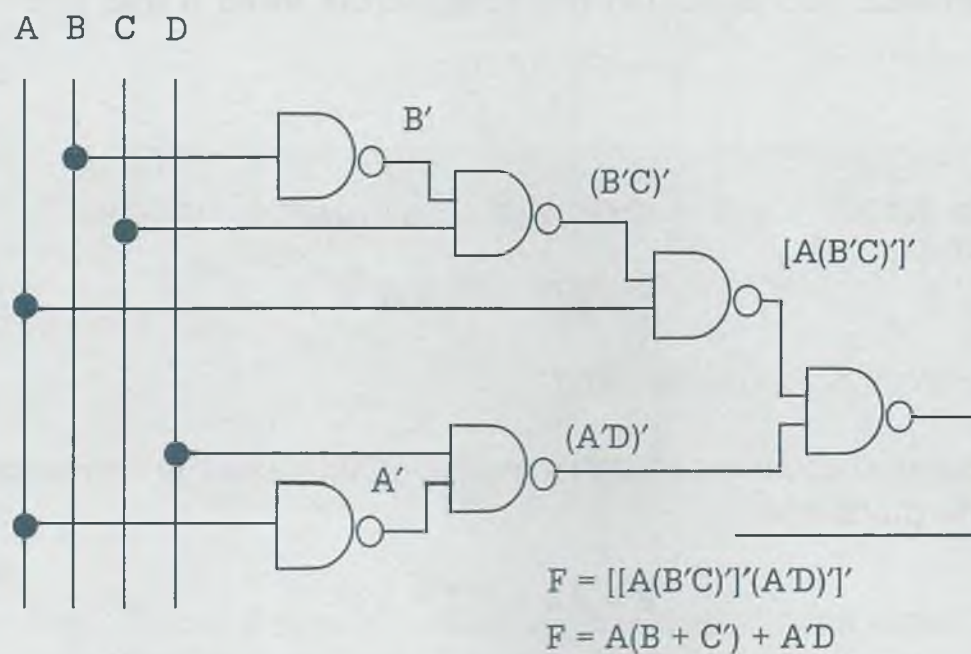 A B C D
B′
(B′C)′
[A(B′C)′]′
(A′D)′
A′
F = [[A(B′C)′]′(A′D)′]′
F = A(B + C′) + A′D